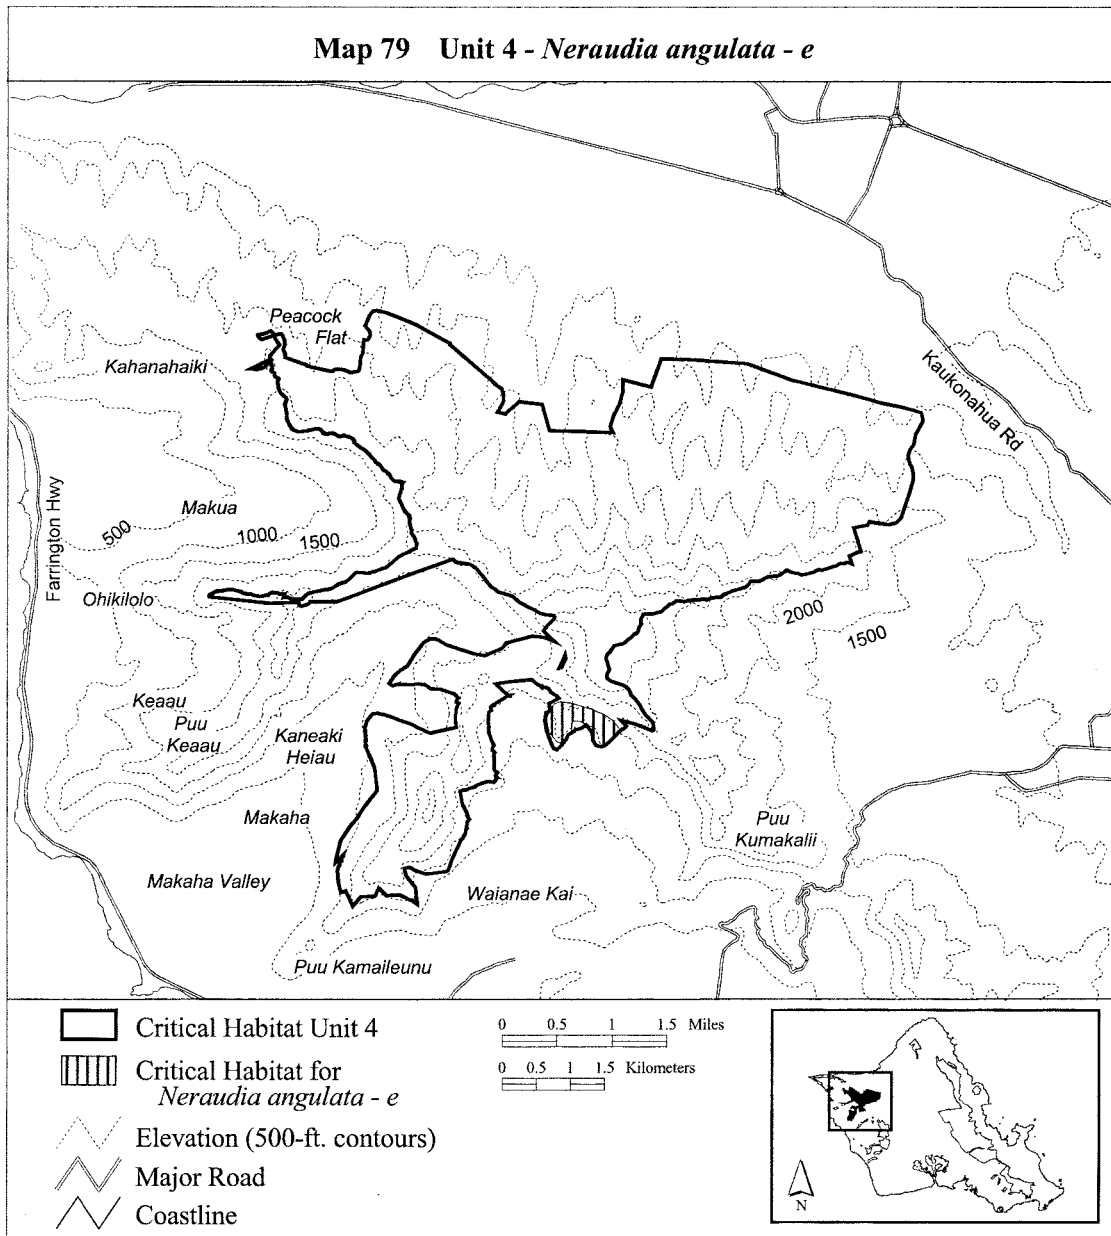 Map 79 Unit 4 - Neraudia angulata - e
Peacock
Flat
Kahanahaiki
Kaukonahua Rd
Farrington Hwy
Makua
500
1000
1500
Ohikilolo
2000
1500
Keaau
Puu
Keaau
Kaneaki
Heiau
Makaha
Puu
Kumakalii
Makaha Valley
Waianae Kai
Puu Kamaileunu
Critical Habitat Unit 4
Critical Habitat for
Neraudia angulata - e
Elevation (500-ft. contours)
Major Road
Coastline
0 0.5 1 1.5 Miles
0 0.5 1 1.5 Kilometers
N